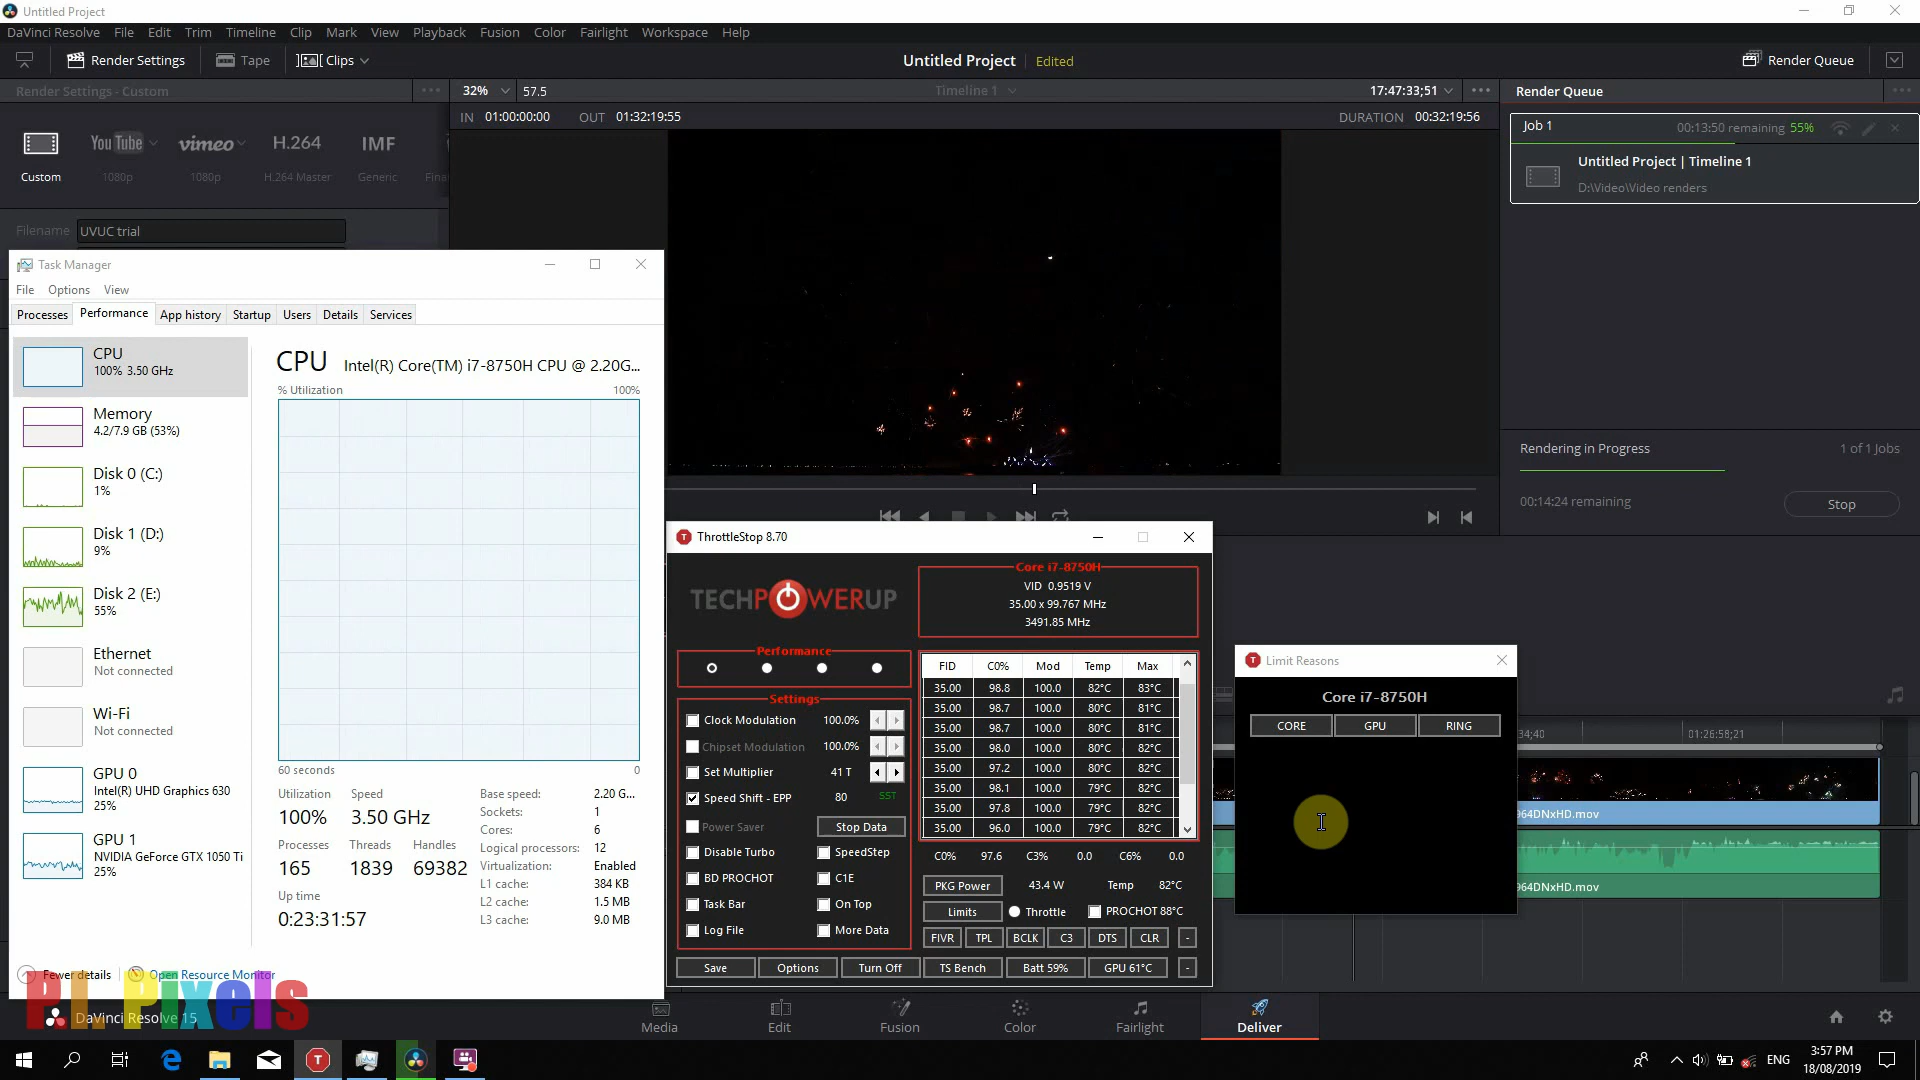 Untitled Project
DaVinci Resolve File Edit Trim Timeline Clip Mark View Playback Fusion Color Fairlight Workspace Help
Render Settings Tape Clips Untitled Project Edited Render Queue
Render Settings - Custom 32% 57.5 Timeline 1 17:47:33;51 Render Queue
IN 01:00:00:00 OUT 01:32:19:55 DURATION 00:32:19:56
Job 1 00:13:50 remaining 55%
Untitled Project | Timeline 1
D:\Video\Video renders
YouTube vimeo H.264 IMF
Custom 1080p 1080p H.264 Master Generic
Filename UVUC trial
Rendering in Progress 1 of 1 Jobs
00:14:24 remaining Stop
Task Manager
File Options View
Processes Performance App history Startup Users Details Services
CPU
100% 3.50 GHz
Memory
4.2/7.9 GB (53%)
Disk 0 (C:)
1%
Disk 1 (D:)
9%
Disk 2 (E:)
55%
Ethernet
Not connected
Wi-Fi
Not connected
GPU 0
Intel(R) UHD Graphics 630
25%
GPU 1
NVIDIA GeForce GTX 1050 Ti
25%
CPU Intel(R) Core(TM) i7-8750H CPU @ 2.20G...
% Utilization 100%
60 seconds 0
Utilization Speed
100% 3.50 GHz
Processes Threads Handles
165 1839 69382
Up time
0:23:31:57
Base speed: 2.20 G...
Sockets: 1
Cores: 6
Logical processors: 12
Virtualization: Enabled
L1 cache: 384 KB
L2 cache: 1.5 MB
L3 cache: 9.0 MB
Fewer details Open Resource Monitor
P.I. Pixels
DaVinci Resolve 15
ThrottleStop 8.70
TECHPOWERUP
Core i7-8750H
VID 0.9519 V
35.00 x 99.767 MHz
3491.85 MHz
Performance
Settings
Clock Modulation 100.0%
Chipset Modulation 100.0%
Set Multiplier 41 T
Speed Shift - EPP 80 SST
Power Saver Stop Data
Disable Turbo SpeedStep
BD PROCHOT C1E
Task Bar On Top
Log File More Data
Save Options Turn Off TS Bench Batt 59% GPU 61°C -
FID C0% Mod Temp Max
35.00 98.8 100.0 82°C 83°C
35.00 98.7 100.0 80°C 81°C
35.00 98.7 100.0 80°C 81°C
35.00 98.0 100.0 80°C 82°C
35.00 97.2 100.0 80°C 82°C
35.00 98.1 100.0 79°C 82°C
35.00 97.8 100.0 79°C 82°C
35.00 96.0 100.0 79°C 82°C
C0% 97.6 C3% 0.0 C6% 0.0
PKG Power 43.4 W Temp 82°C
Limits Throttle PROCHOT 88°C
FIVR TPL BCLK C3 DTS CLR -
Limit Reasons
Core i7-8750H
CORE GPU RING
34;40 01:26:58;21
964DNxHD.mov
964DNxHD.mov
Media Edit Fusion Color Fairlight Deliver
ENG
3:57 PM
18/08/2019